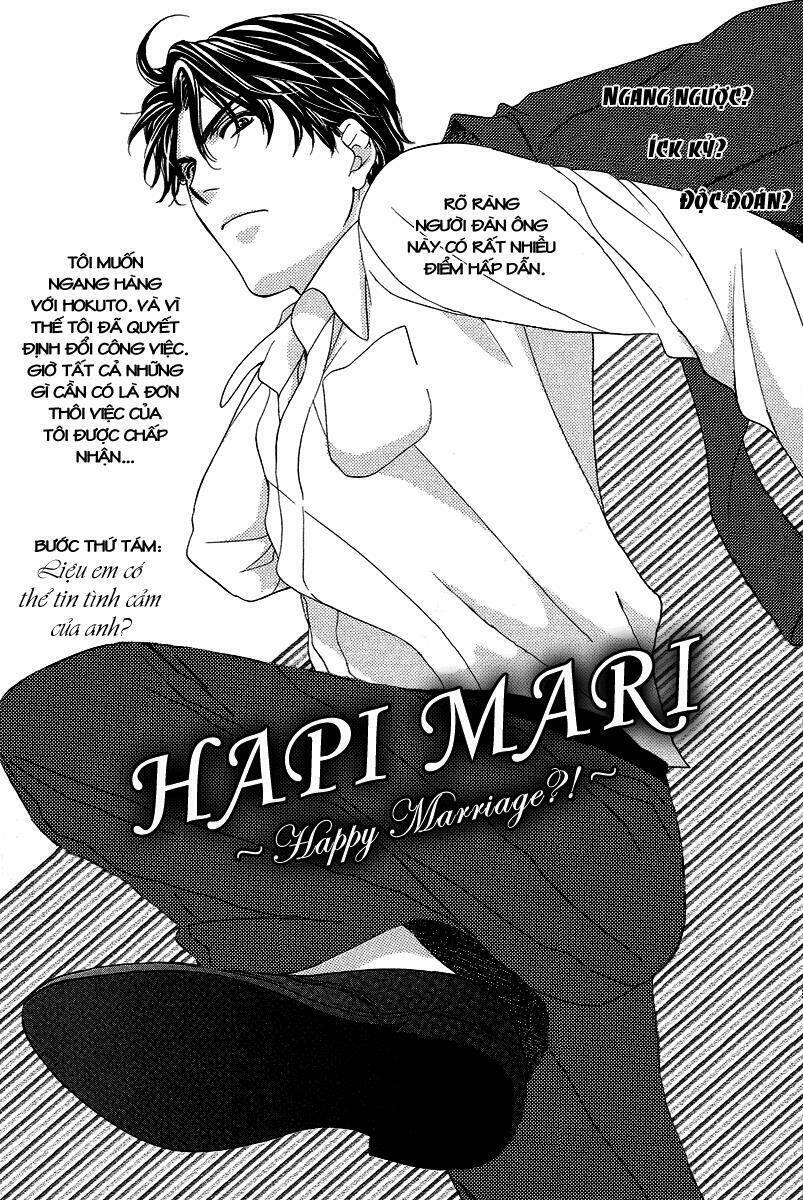 NGANG NGƯỢC?
ÍCK KỶ?
ĐỘC ĐOÁN?
RÕ RÀNG
NGƯỜI ĐÀN ÔNG
NÀY CÓ RẤT NHIỀU
ĐIỂM HẤP DẪN.
TÔI MUỐN
NGANG HÀNG
VỚI HOKUTO. VÀ VÌ
THẾ TÔI ĐÃ QUYẾT
ĐỊNH ĐỔI CÔNG VIỆC.
GIỜ TẤT CẢ NHỮNG
GÌ CẦN CÓ LÀ ĐƠN
THÔI VIỆC CỦA
TÔI ĐƯỢC CHẤP
NHẬN...
BƯỚC THỨ TÁM:
Liệu em có
thể tin tình cảm
của anh?
HAPI MARI
~ Happy Marriage?! ~